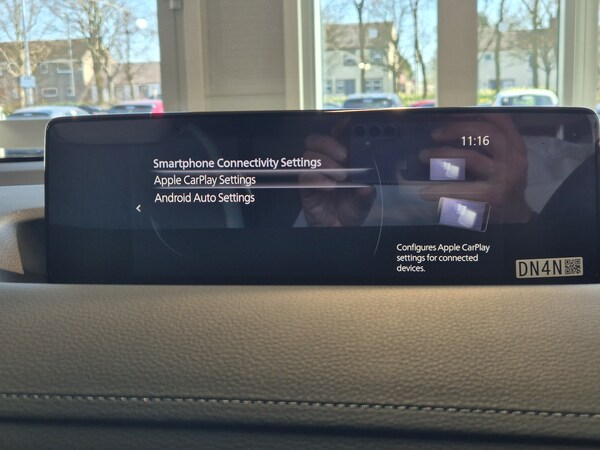 11:16
Smartphone Connectivity Settings
Apple CarPlay Settings
Android Auto Settings
Configures Apple CarPlay
settings for connected
devices.
DN4N